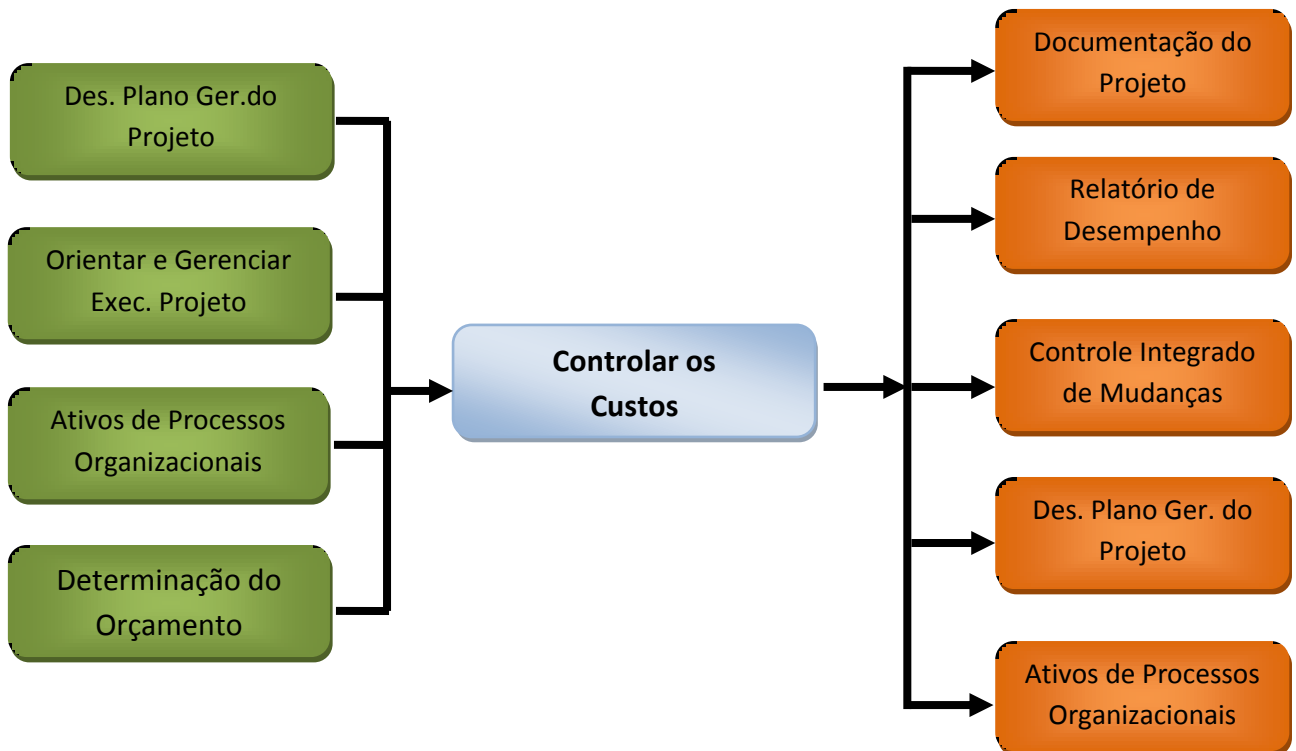 Des. Plano Ger.do
Projeto
Orientar e Gerenciar
Exec. Projeto
Ativos de Processos
Organizacionais
Determinação do
Orçamento
Controlar os
Custos
Documentação do
Projeto
Relatório de
Desempenho
Controle Integrado
de Mudanças
Des. Plano Ger. do
Projeto
Ativos de Processos
Organizacionais